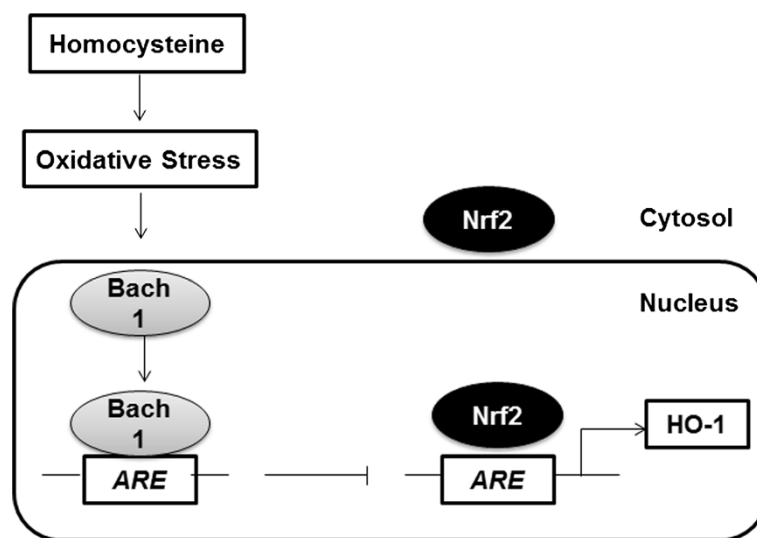 Homocysteine
Oxidative Stress
Nrf2
Cytosol
Bach
1
Nucleus
Bach
1
Nrf2
HO-1
ARE
ARE